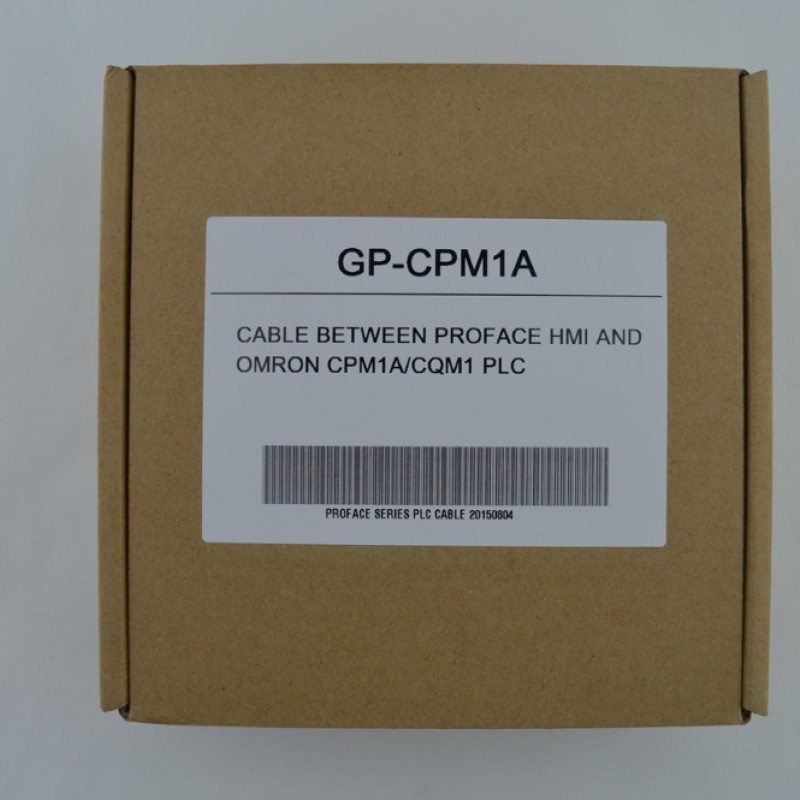 GP-CPM1A
CABLE BETWEEN PROFACE HMI AND
OMRON CPM1A/CQM1 PLC
PROFACE SERIES PLC CABLE 20150804